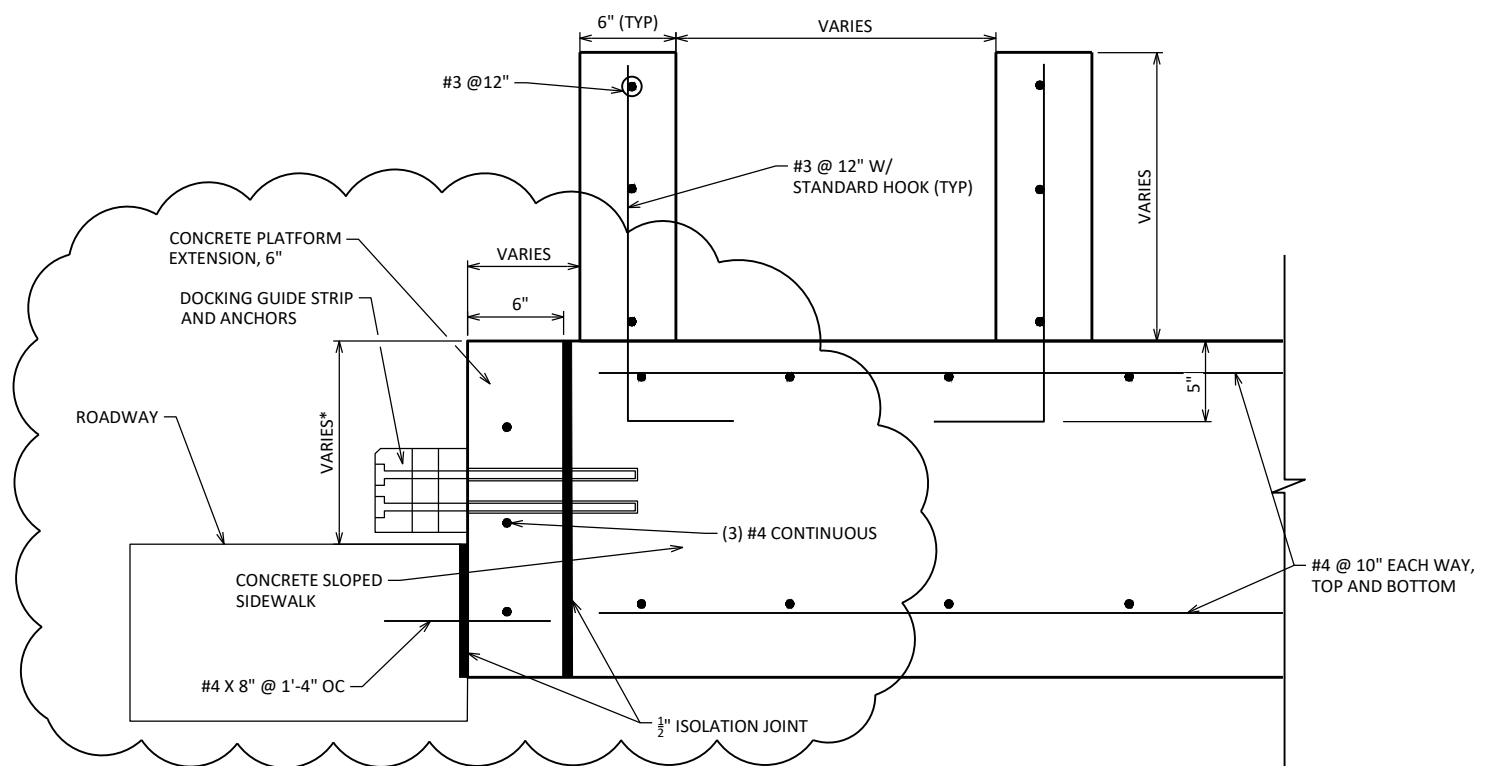 6" (TYP)
VARIES
#3 @12"
#3 @ 12" W/
STANDARD HOOK (TYP)
VARIES
CONCRETE PLATFORM
EXTENSION, 6"
VARIES
DOCKING GUIDE STRIP
AND ANCHORS
6"
5"
ROADWAY
VARIES*
(3) #4 CONTINUOUS
CONCRETE SLOPED
SIDEWALK
#4 @ 10" EACH WAY,
TOP AND BOTTOM
#4 X 8" @ 1'-4" OC
1/2" ISOLATION JOINT